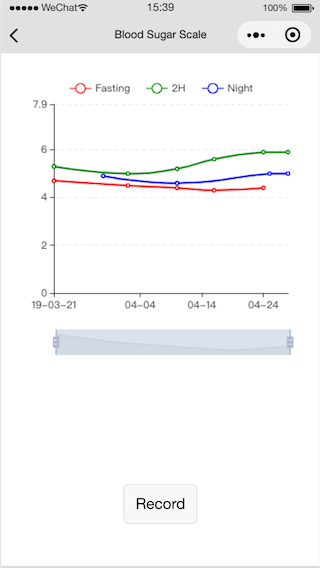 WeChat 15:39 100%
Blood Sugar Scale
Fasting 2H Night
7.9
6
4
2
0
19-03-21 04-04 04-14 04-24
Record